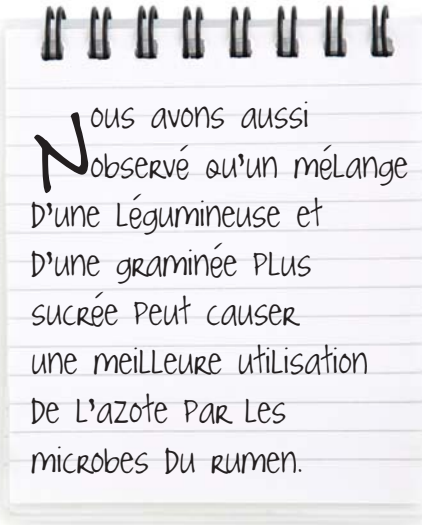 Nous avons aussi
observé qu'un mélange
d'une légumineuse et
d'une graminée plus
sucrée peut causer
une meilleure utilisation
de l'azote par les
microbes du rumen.